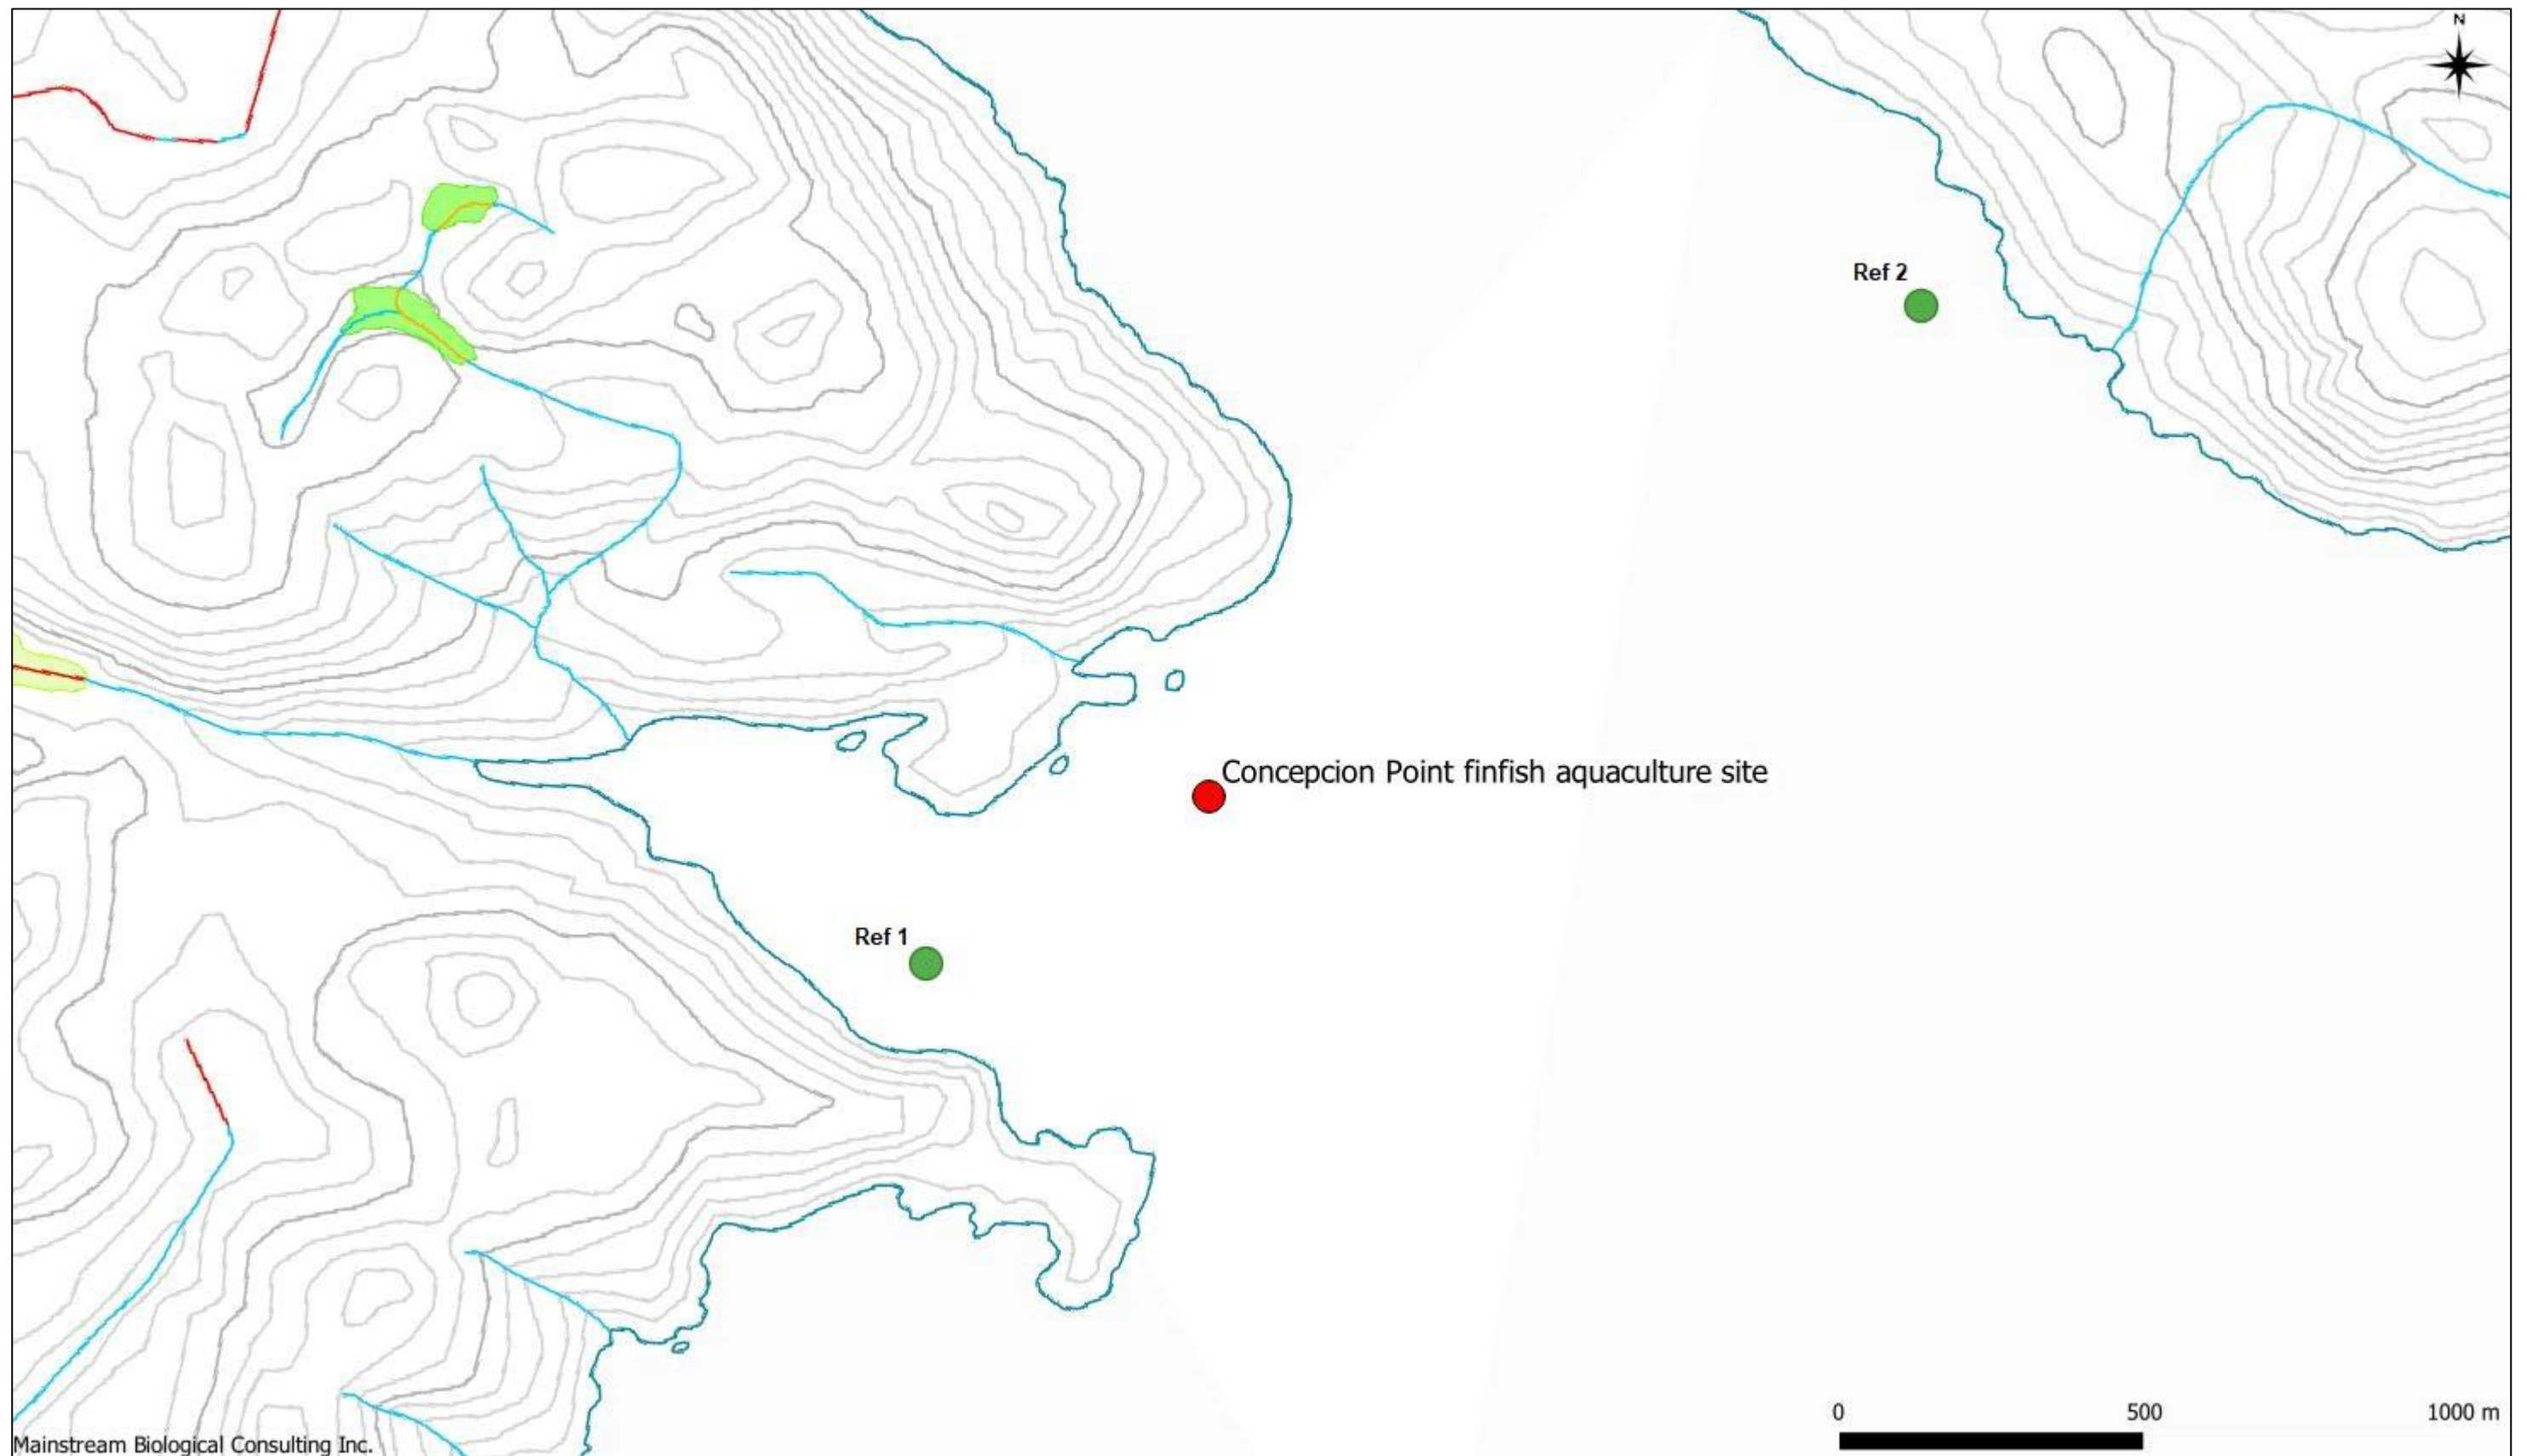 N
Ref 2
Concepcion Point finfish aquaculture site
Ref 1
0 500 1000 m
Mainstream Biological Consulting Inc.